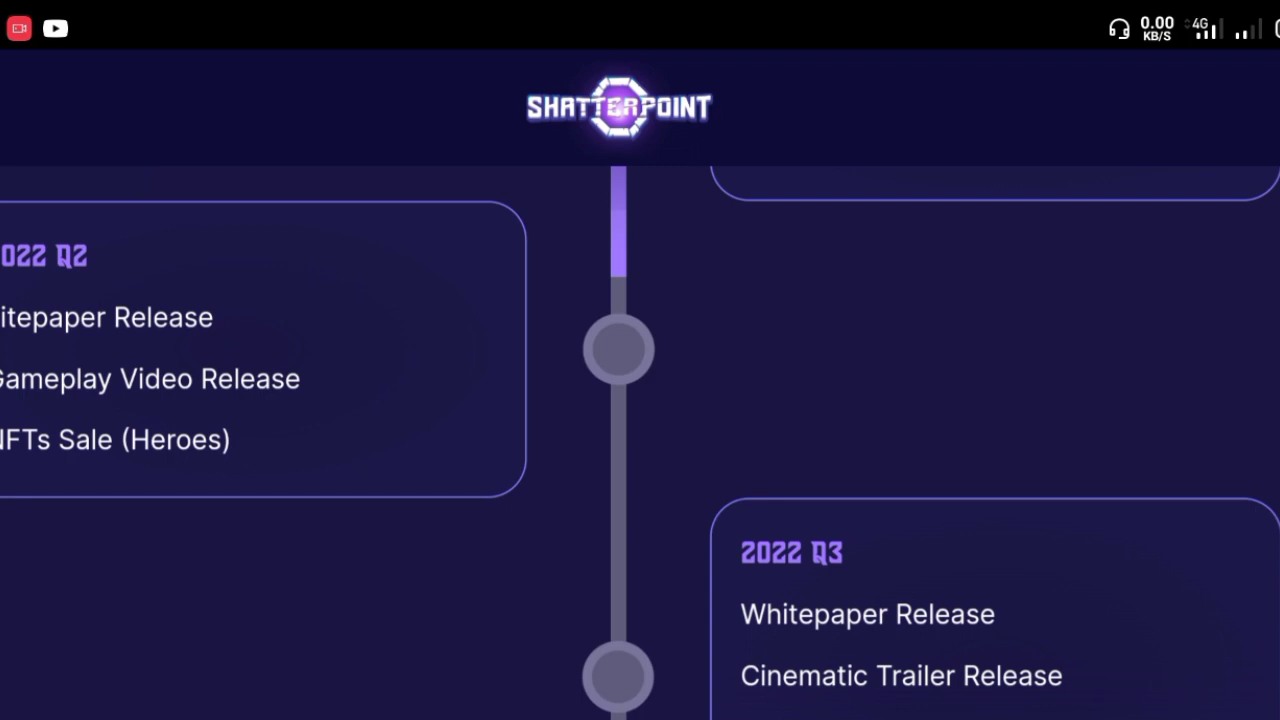 0.00
KB/S
4G
SHATTERPOINT
022 Q2
itepaper Release
Gameplay Video Release
NFTs Sale (Heroes)
2022 Q3
Whitepaper Release
Cinematic Trailer Release